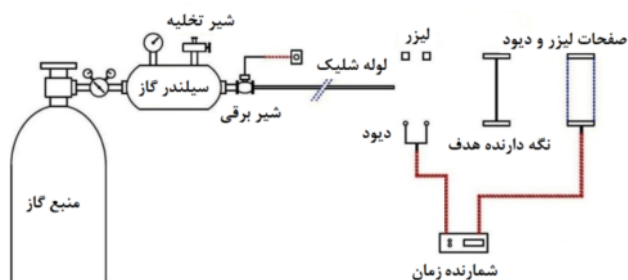 صفحات لیزر و دیود
لیزر
شیر تخلیه
لوله شلیک
سیلندر گاز
شیر برقی
دیود
نگه دارنده هدف
منبع گاز
شمارنده زمان